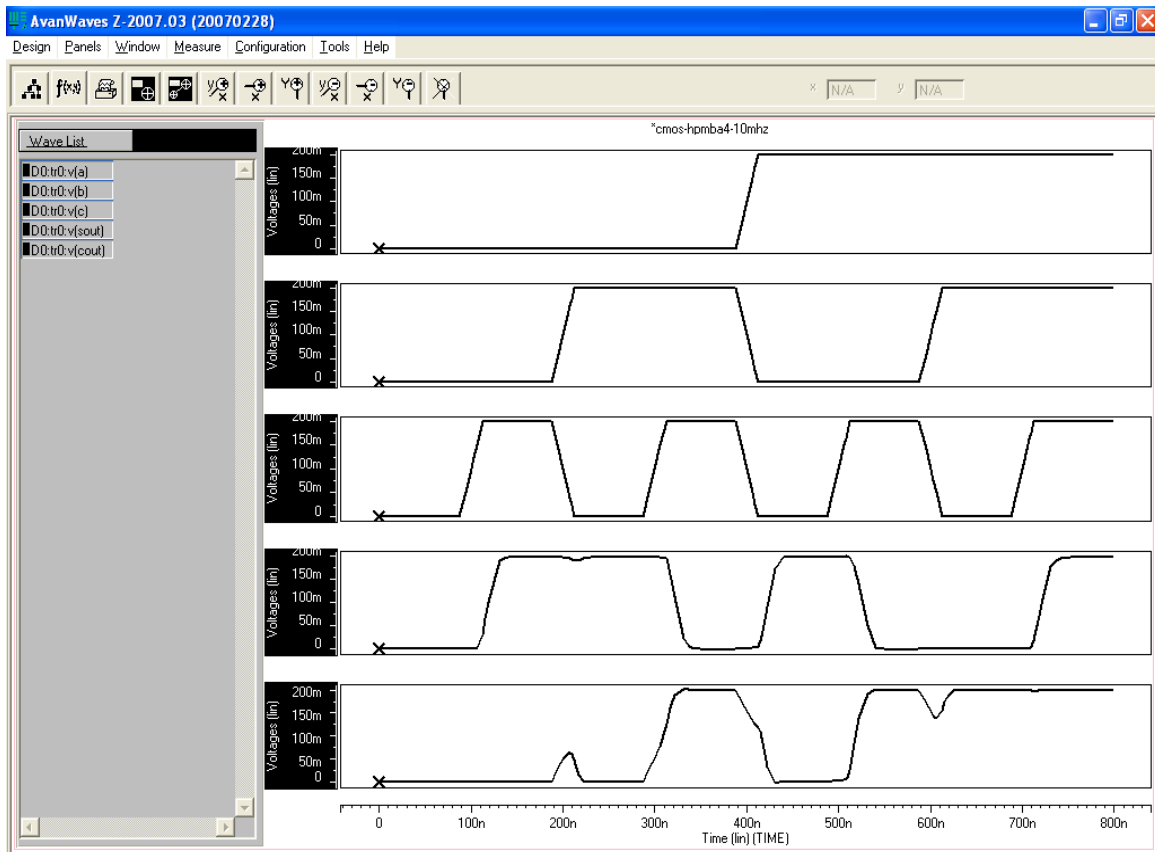 AvanWaves Z-2007.03 (20070228)
Design Panels Window Measure Configuration Tools Help
f(x) x N/A y N/A
*cmos-hpmba4-10mhz
Wave List
D0:tr0:v(a)
D0:tr0:v(b)
D0:tr0:v(c)
D0:tr0:v(sout)
D0:tr0:v(cout)
Voltages (lin)
200m
150m
100m
50m
0
Voltages (lin)
200m
150m
100m
50m
0
Voltages (lin)
200m
150m
100m
50m
0
Voltages (lin)
200m
150m
100m
50m
0
Voltages (lin)
200m
150m
100m
50m
0
0 100n 200n 300n 400n 500n 600n 700n 800n
Time (lin) (TIME)